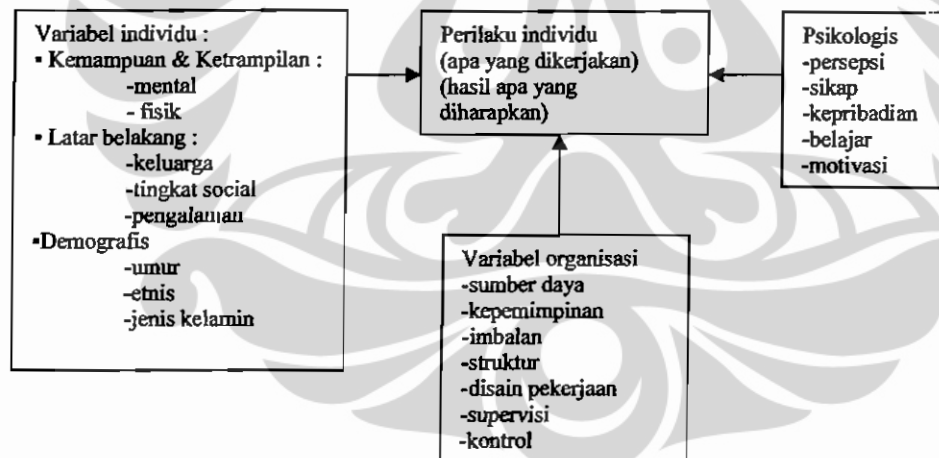 Variabel individu :
▪ Kemampuan & Ketrampilan :
-mental
- fisik
▪ Latar belakang :
-keluarga
-tingkat social
-pengalaman
▪Demografis
-umur
-etnis
-jenis kelamin
Perilaku individu
(apa yang dikerjakan)
(hasil apa yang
diharapkan)
Psikologis
-persepsi
-sikap
-kepribadian
-belajar
-motivasi
Variabel organisasi
-sumber daya
-kepemimpinan
-imbalan
-struktur
-disain pekerjaan
-supervisi
-kontrol